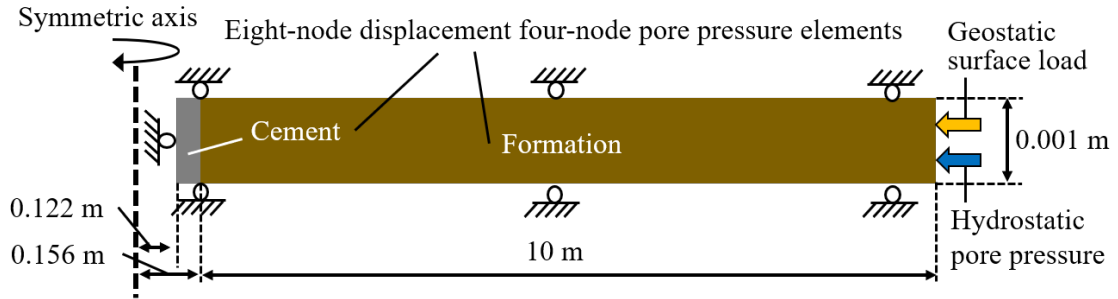 Symmetric axis
Eight-node displacement four-node pore pressure elements
Geostatic
surface load
Cement
Formation
0.001 m
0.122 m
0.156 m
10 m
Hydrostatic
pore pressure